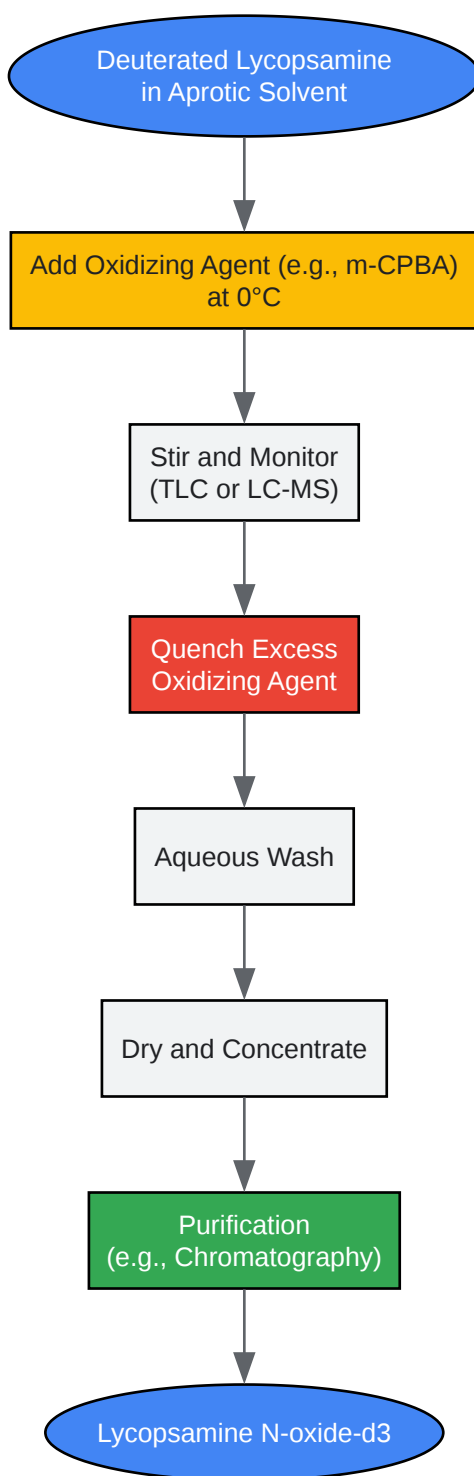 Deuterated Lycopsamine
in Aprotic Solvent
Add Oxidizing Agent (e.g., m-CPBA)
at 0°C
Stir and Monitor
(TLC or LC-MS)
Quench Excess
Oxidizing Agent
Aqueous Wash
Dry and Concentrate
Purification
(e.g., Chromatography)
Lycopsamine N-oxide-d3